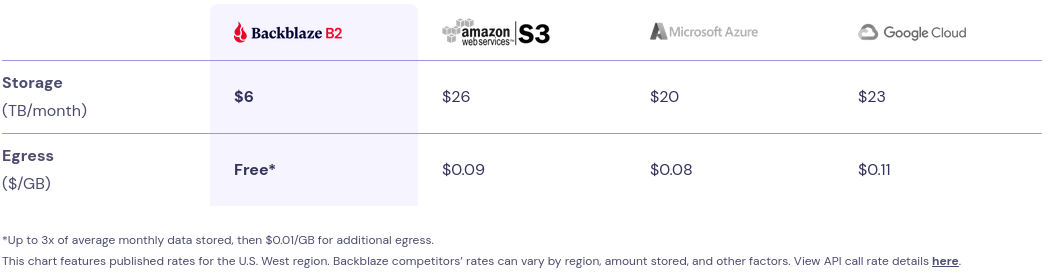 Backblaze B2 amazon webservices™ S3 Microsoft Azure Google Cloud
Storage
(TB/month)
$6 $26 $20 $23
Egress
($/GB)
Free* $0.09 $0.08 $0.11
*Up to 3x of average monthly data stored, then $0.01/GB for additional egress.
This chart features published rates for the U.S. West region. Backblaze competitors’ rates can vary by region, amount stored, and other factors. View API call rate details here.